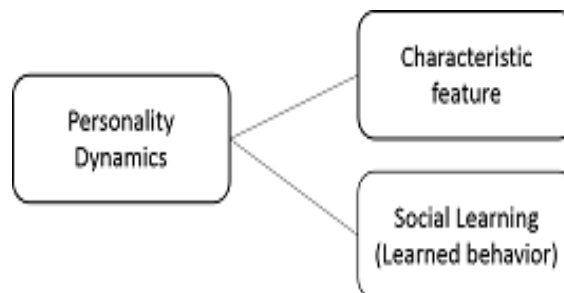 Personality
Dynamics
Characteristic
feature
Social Learning
(Learned behavior)